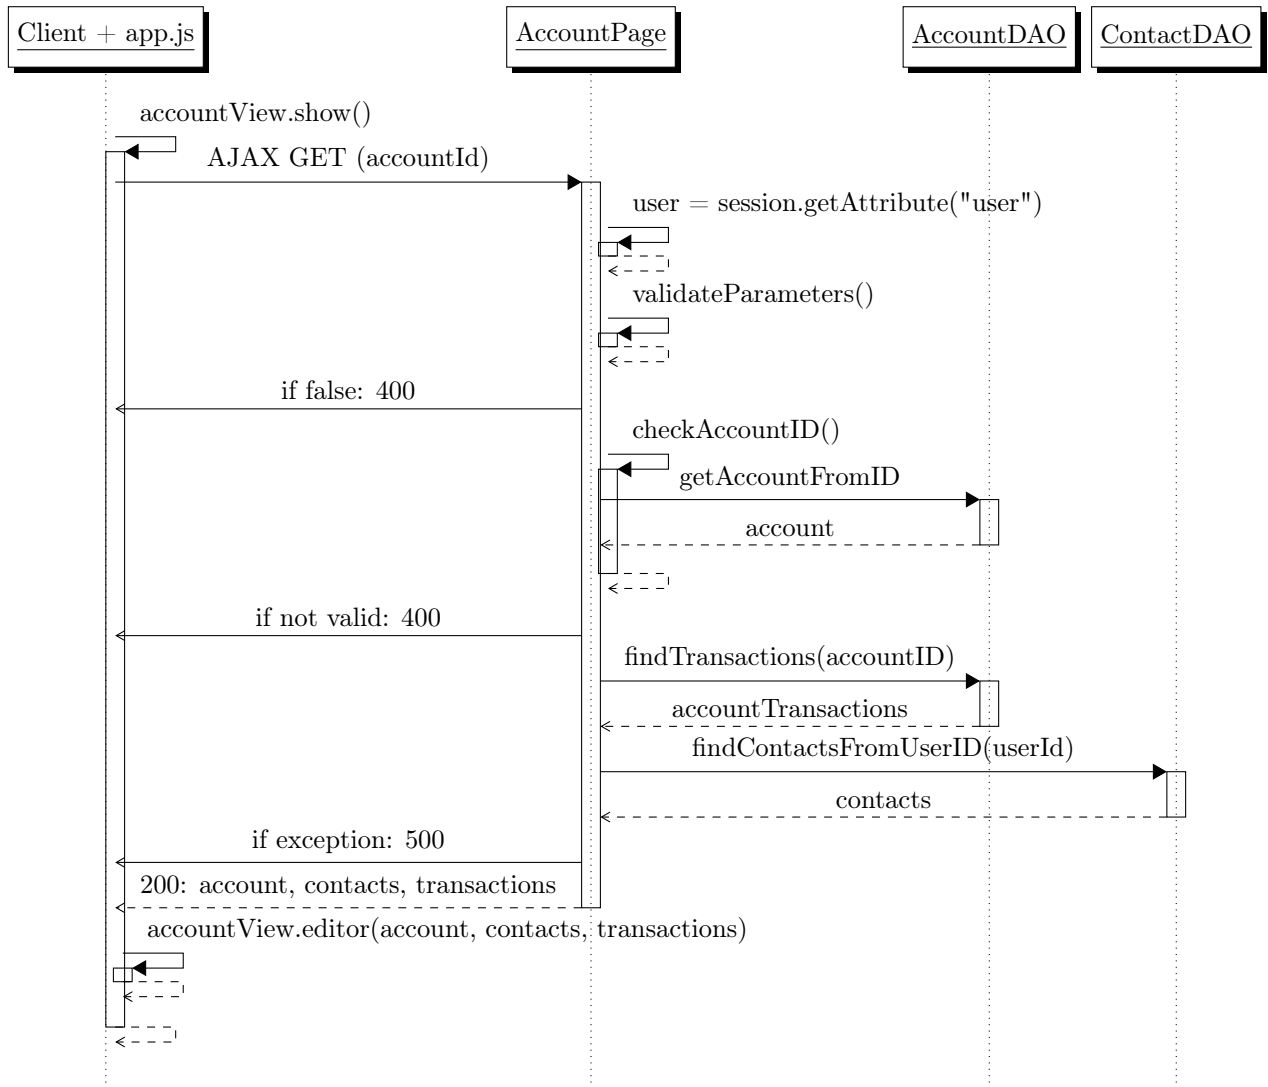 Client + app.js
AccountPage
AccountDAO
ContactDAO
accountView.show()
AJAX GET (accountId)
user = session.getAttribute("user")
validateParameters()
if false: 400
checkAccountID()
getAccountFromID
account
if not valid: 400
findTransactions(accountID)
accountTransactions
findContactsFromUserID(userId)
contacts
if exception: 500
200: account, contacts, transactions
accountView.editor(account, contacts, transactions)